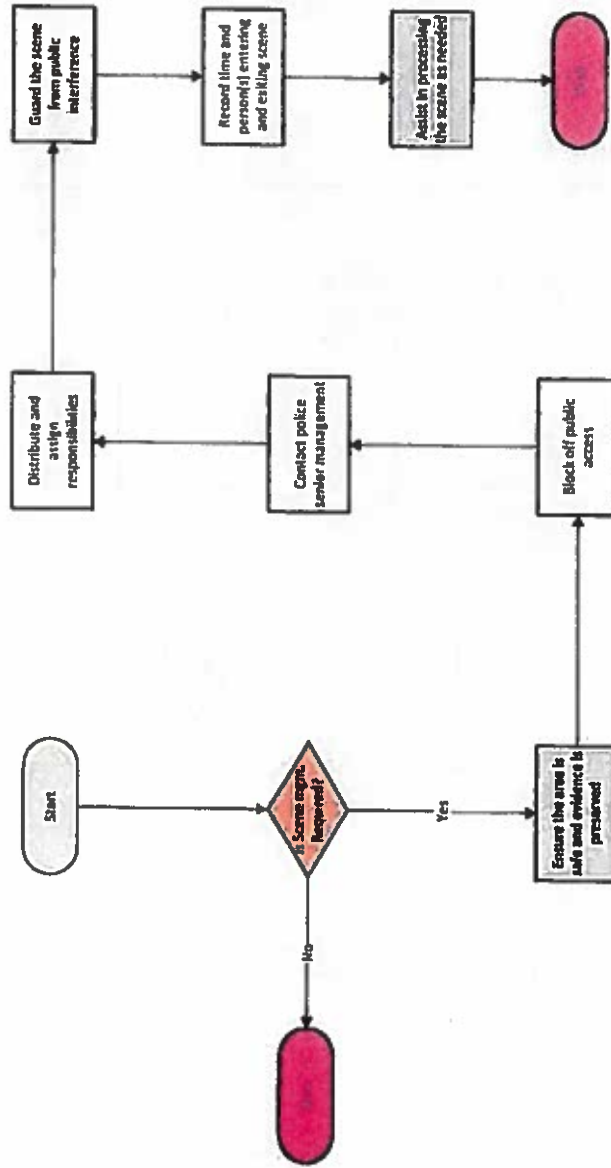 Start
Is Scene mgmt.
Required?
No
Yes
Ensure the area is
safe and evidence is
preserved
Block off public
access
Contact police
senior management
Distribute and
assign
responsibilities
Guard the scene
from public
interference
Record time and
person(s) entering
and exiting scene
Assist in processing
the scene as needed